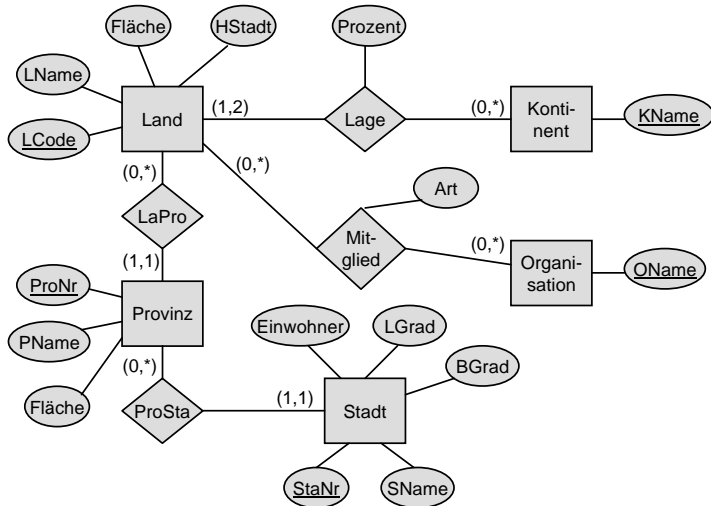 Fläche
HStadt
Prozent
LName
Land
(1,2)
Lage
(0,*)
Konti-
nent
KName
LCode
(0,*)
(0,*)
LaPro
Art
Mit-
glied
(0,*)
Organi-
sation
OName
(1,1)
ProNr
Provinz
PName
Einwohner
LGrad
(0,*)
BGrad
Fläche
ProSta
(1,1)
Stadt
StaNr
SName